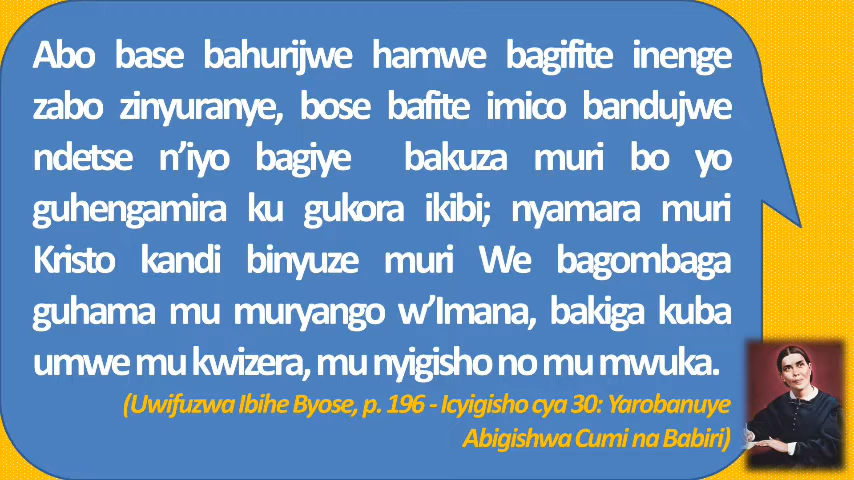 Abo base bahurijwe hamwe bagifite inenge
zabo zinyuranye, bose bafite imico bandujwe
ndetse n’iyo bagiye bakuza muri bo yo
guhengamira ku gukora ikibi; nyamara muri
Kristo kandi binyuze muri We bagombaga
guhama mu muryango w’Imana, bakiga kuba
umwe mu kwizera, mu nyigisho no mu mwuka.
(Uwifuzwa Ibihe Byose, p. 196 - Icyigisho cya 30: Yarobanuye
Abigishwa Cumi na Babiri)